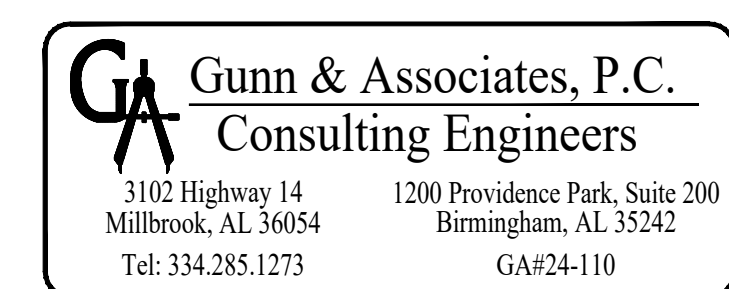 GA
Gunn & Associates, P.C.
Consulting Engineers
3102 Highway 14
Millbrook, AL 36054
Tel: 334.285.1273
1200 Providence Park, Suite 200
Birmingham, AL 35242
GA#24-110